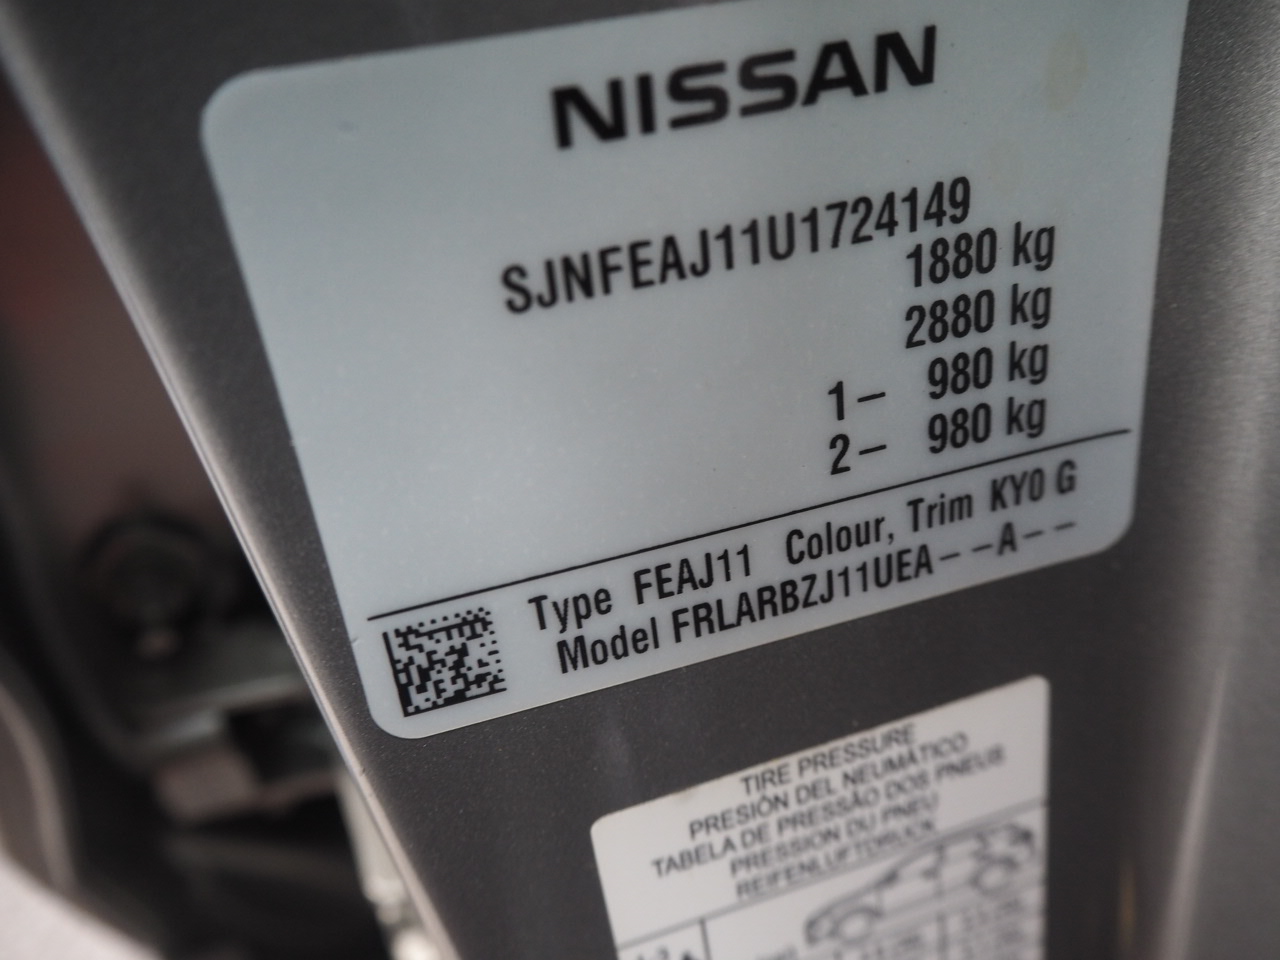 NISSAN
SJNFEAJ11U1724149
1880 kg
2880 kg
1– 980 kg
2– 980 kg
Type FEAJ11 Colour, Trim KY0 G
Model FRLARBZJ11UEA– –A– –
TIRE PRESSURE
PRESIÓN DEL NEUMÁTICO
TABELA DE PRESSÃO DOS PNEUS
PRESSION DU PNEU
REIFENLUFTDRUCK